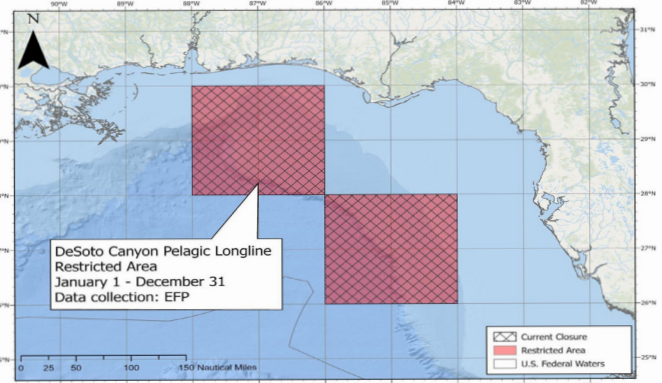 90°W 89°W 88°W 87°W 86°W 85°W 84°W 83°W 82°W
N
31°N
30°N
29°N
28°N
27°N
26°N
25°N
DeSoto Canyon Pelagic Longline
Restricted Area
January 1 - December 31
Data collection: EFP
Current Closure
Restricted Area
U.S. Federal Waters
0 25 50 100 150 Nautical Miles